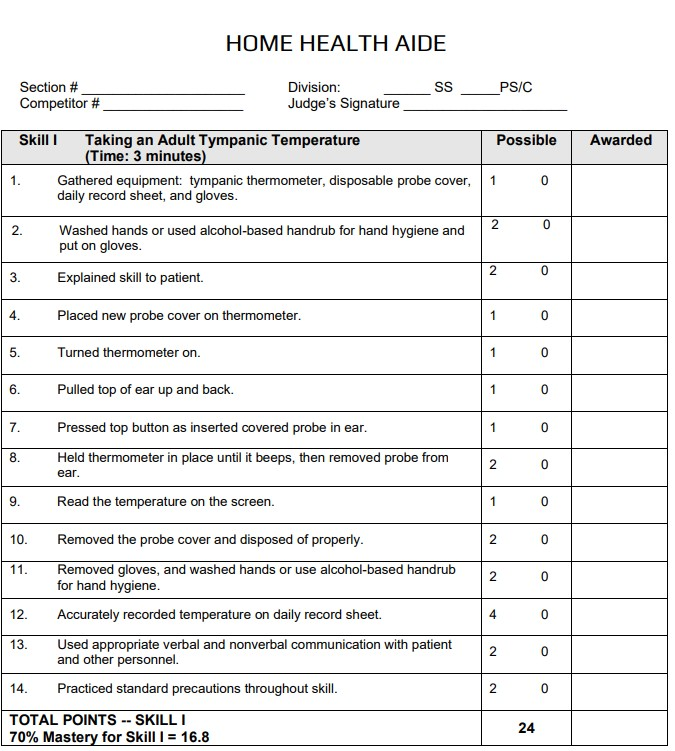 HOME HEALTH AIDE
Section # ____________________ Division: ______ SS _____PS/C
Competitor # _________________ Judge's Signature ____________________
Skill I Taking an Adult Tympanic Temperature Possible Awarded
(Time: 3 minutes)
1. Gathered equipment: tympanic thermometer, disposable probe cover, 1 0
daily record sheet, and gloves.
2. Washed hands or used alcohol-based handrub for hand hygiene and 2 0
put on gloves.
3. Explained skill to patient. 2 0
4. Placed new probe cover on thermometer. 1 0
5. Turned thermometer on. 1 0
6. Pulled top of ear up and back. 1 0
7. Pressed top button as inserted covered probe in ear. 1 0
8. Held thermometer in place until it beeps, then removed probe from 2 0
ear.
9. Read the temperature on the screen. 1 0
10. Removed the probe cover and disposed of properly. 2 0
11. Removed gloves, and washed hands or use alcohol-based handrub 2 0
for hand hygiene.
12. Accurately recorded temperature on daily record sheet. 4 0
13. Used appropriate verbal and nonverbal communication with patient 2 0
and other personnel.
14. Practiced standard precautions throughout skill. 2 0
TOTAL POINTS -- SKILL I 24
70% Mastery for Skill I = 16.8